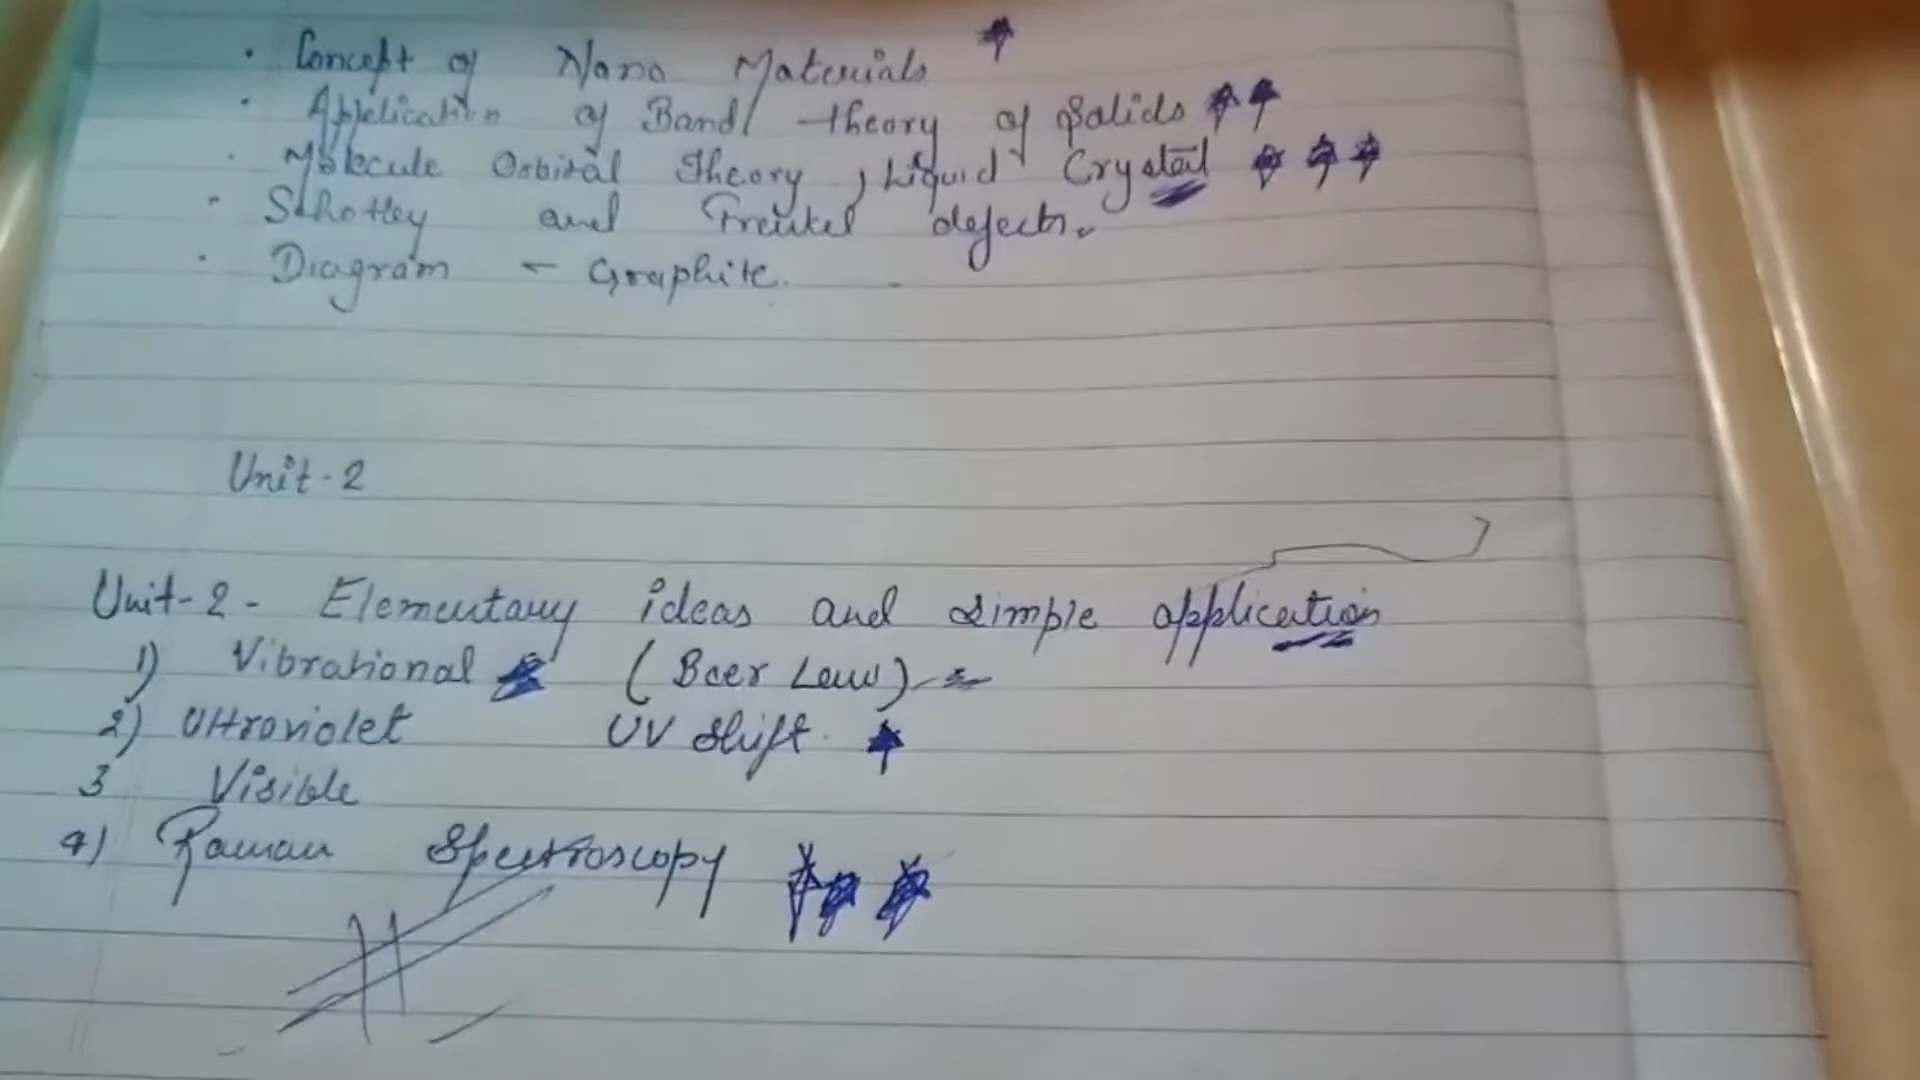 · Concept of Nano Materials
· Application of Band theory of Solids
· Molecule Orbital Theory, Liquid Crystal
· Schottey and Frenkel defects.
· Diagram - Graphite.
Unit-2
Unit-2- Elementary ideas and simple application
1) Vibrational (Beer Law)
2) Ultraviolet UV shift
3 Visible
4) Raman Spectroscopy